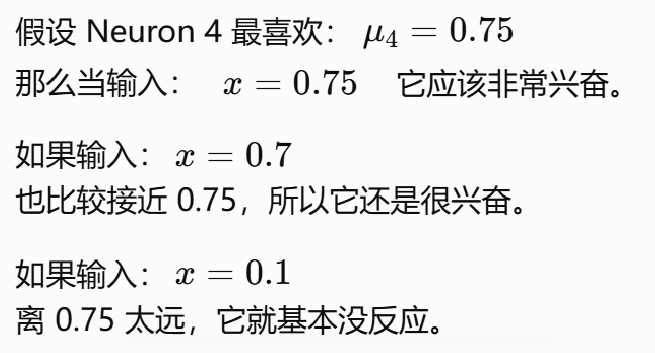 假设 Neuron 4 最喜欢： μ₄ = 0.75
那么当输入： x = 0.75 它应该非常兴奋。
如果输入： x = 0.7
也比较接近 0.75，所以它还是很兴奋。
如果输入： x = 0.1
离 0.75 太远，它就基本没反应。